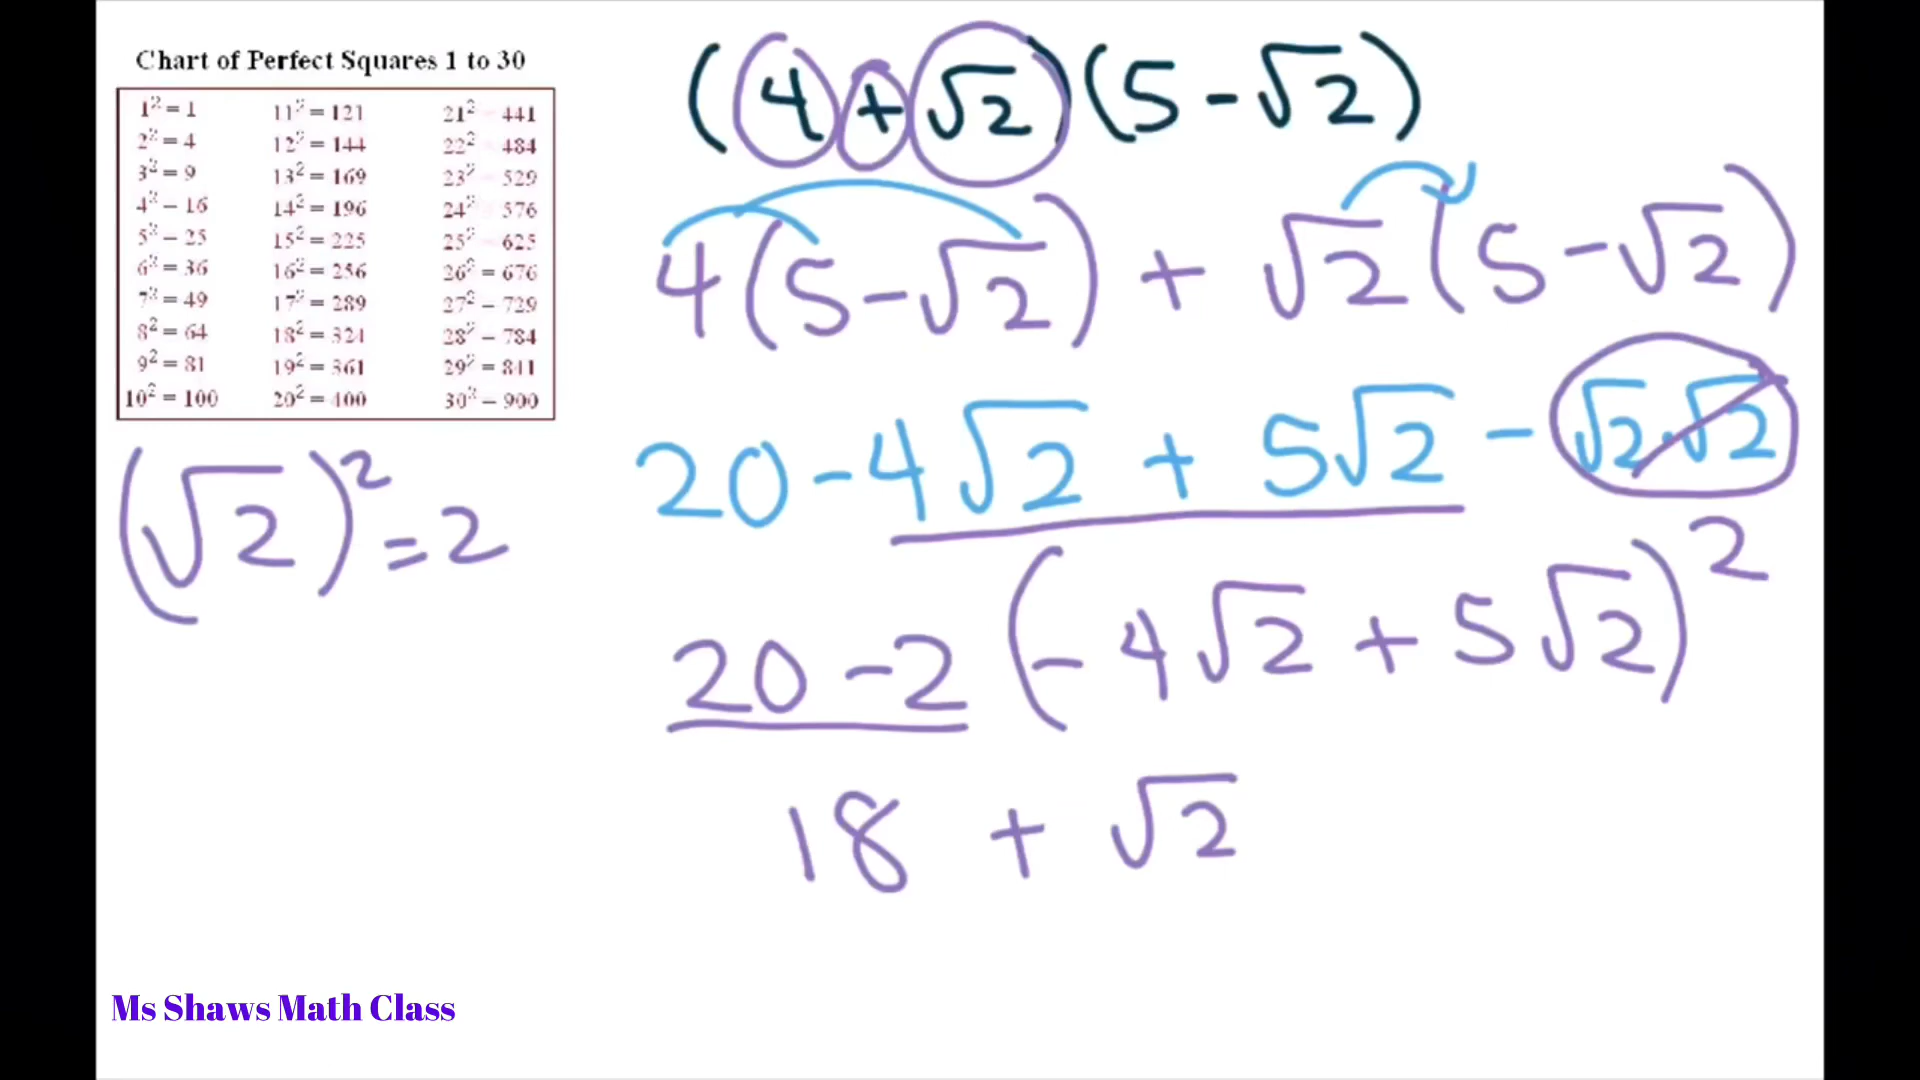 Chart of Perfect Squares 1 to 30
1² = 1 11² = 121 21² = 441
2² = 4 12² = 144 22² = 484
3² = 9 13² = 169 23² = 529
4² = 16 14² = 196 24² = 576
5² = 25 15² = 225 25² = 625
6² = 36 16² = 256 26² = 676
7² = 49 17² = 289 27² = 729
8² = 64 18² = 324 28² = 784
9² = 81 19² = 361 29² = 841
10² = 100 20² = 400 30² = 900
(√2)² = 2
(4 + √2)(5 - √2)
4(5 - √2) + √2(5 - √2)
20 - 4√2 + 5√2 - √2·√2
2
20 - 2 (- 4√2 + 5√2)
18 + √2
Ms Shaws Math Class